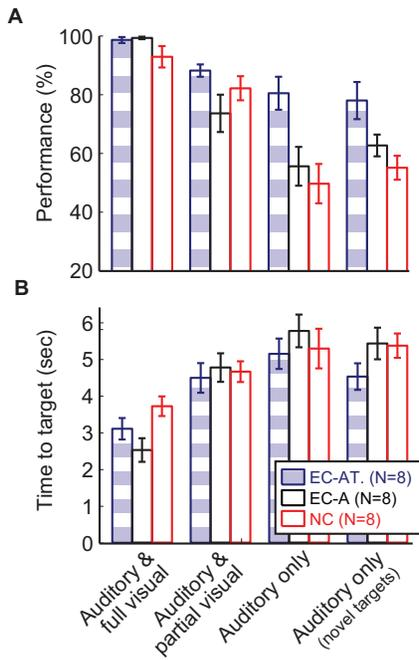 A
Performance (%)
100
80
60
40
20
B
Time to target (sec)
6
5
4
3
2
1
0
EC-AT. (N=8)
EC-A (N=8)
NC (N=8)
Auditory &
full visual
Auditory &
partial visual
Auditory only
Auditory only
(novel targets)